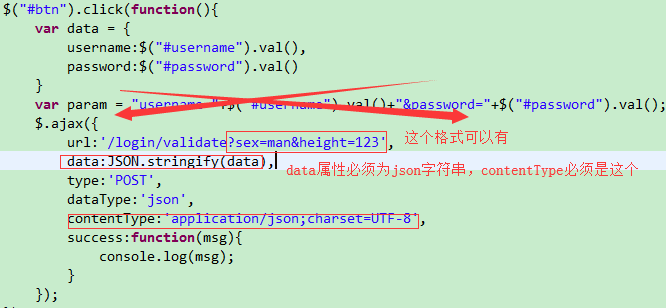 $("#btn").click(function(){
var data = {
username:$("#username").val(),
password:$("#password").val()
}
var param = "username="+$("#username").val()+"&password="+$("#password").val();
$.ajax({
url:'/login/validate?sex=man&height=123', 这个格式可以有
data:JSON.stringify(data), data属性必须为json字符串，contentType必须是这个
type:'POST',
dataType:'json',
contentType:'application/json;charset=UTF-8',
success:function(msg){
console.log(msg);
}
});